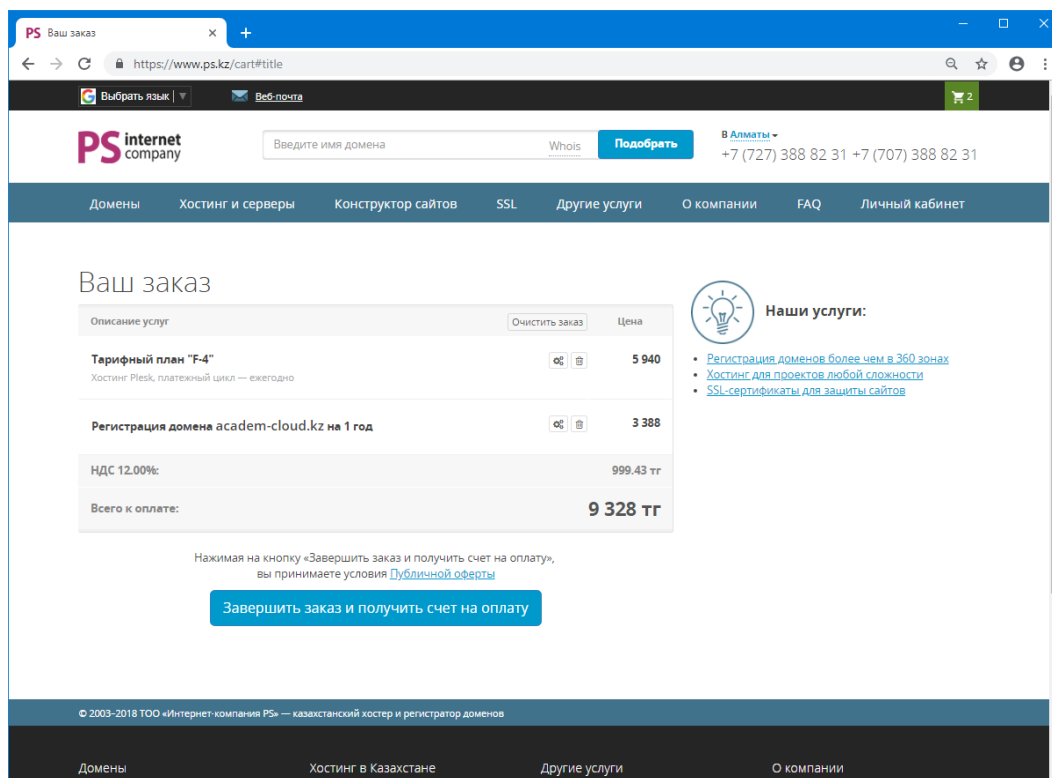 PS Ваш заказ
https://www.ps.kz/cart#title
G Выбрать язык | ▼ Веб-почта 2
PS internet company
Введите имя домена Whois Подобрать
В Алматы
+7 (727) 388 82 31 +7 (707) 388 82 31
Домены Хостинг и серверы Конструктор сайтов SSL Другие услуги О компании FAQ Личный кабинет
Ваш заказ
Описание услуг Очистить заказ Цена
Тарифный план "F-4" 5 940
Хостинг Plesk, платежный цикл — ежегодно
Регистрация домена academ-cloud.kz на 1 год 3 388
НДС 12.00%: 999.43 тг
Всего к оплате: 9 328 тг
Нажимая на кнопку «Завершить заказ и получить счет на оплату»,
вы принимаете условия Публичной оферты
Завершить заказ и получить счет на оплату
Наши услуги:
Регистрация доменов более чем в 360 зонах
Хостинг для проектов любой сложности
SSL-сертификаты для защиты сайтов
© 2003–2018 ТОО «Интернет-компания PS» — казахстанский хостер и регистратор доменов
Домены Хостинг в Казахстане Другие услуги О компании